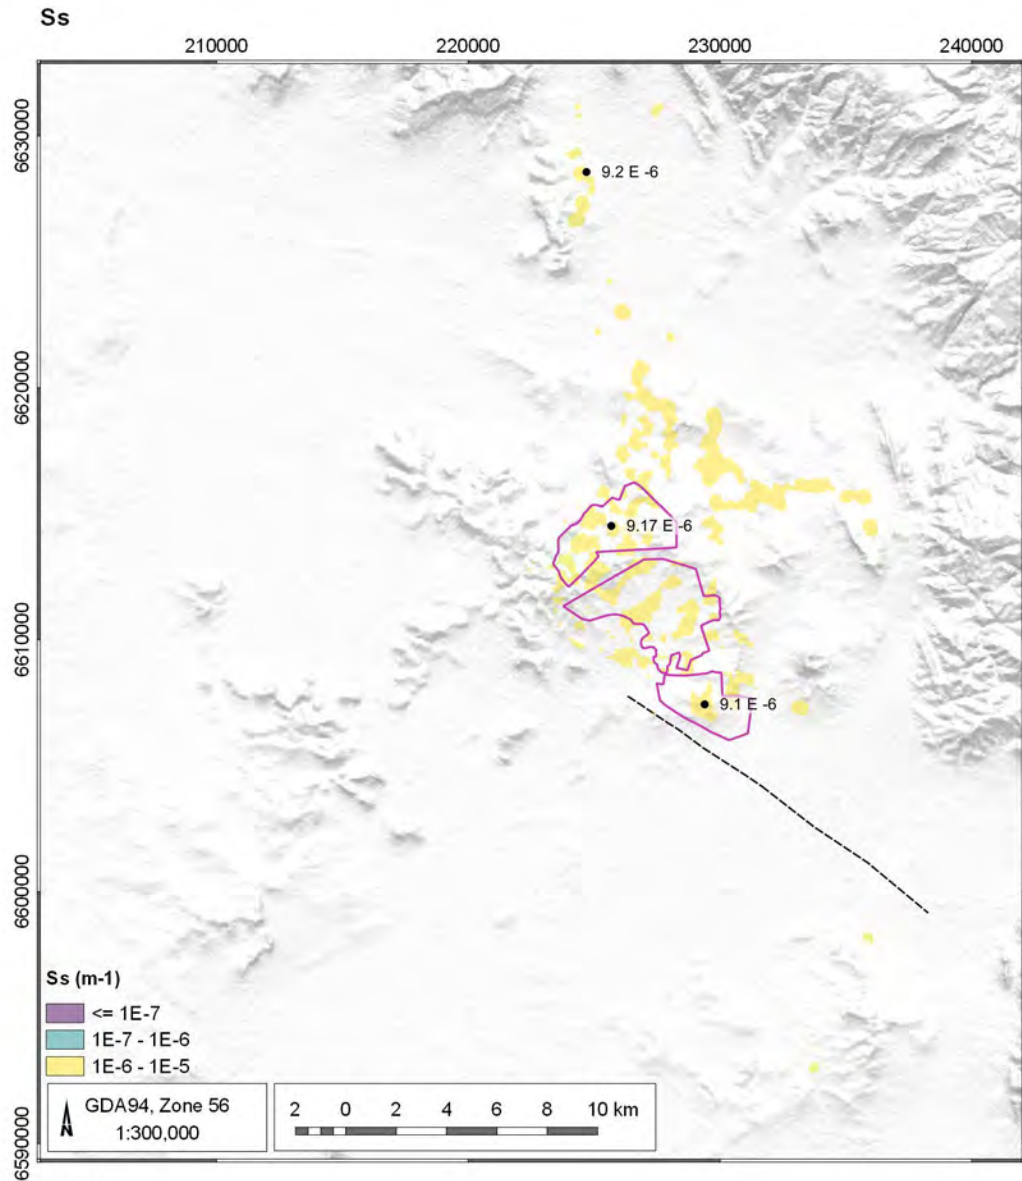 Ss
210000
220000
230000
240000
6630000
9.2 E -6
6620000
9.17 E -6
6610000
9.1 E -6
6600000
Ss (m-1)
<= 1E-7
1E-7 - 1E-6
1E-6 - 1E-5
N
GDA94, Zone 56
1:300,000
2 0 2 4 6 8 10 km
6590000